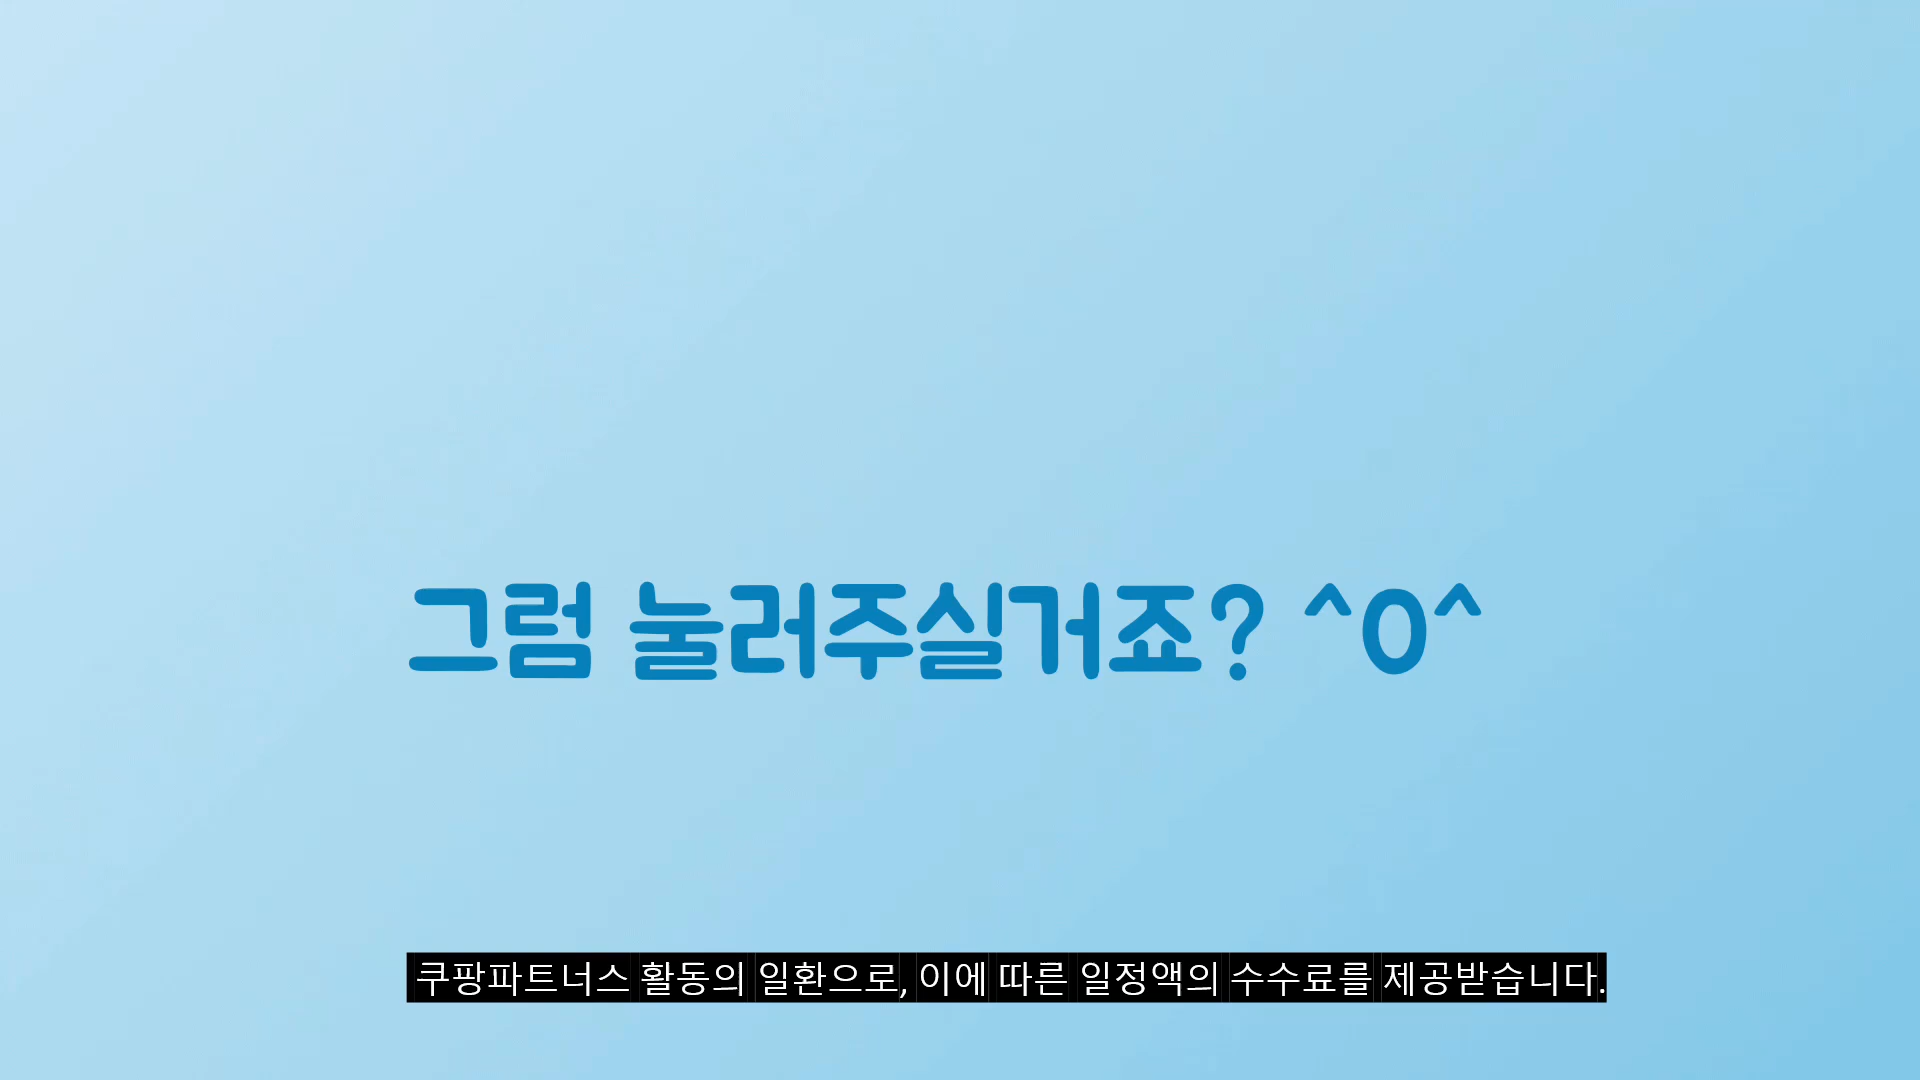 그럼 눌러주실거죠? ^0^
쿠팡파트너스 활동의 일환으로, 이에 따른 일정액의 수수료를 제공받습니다.